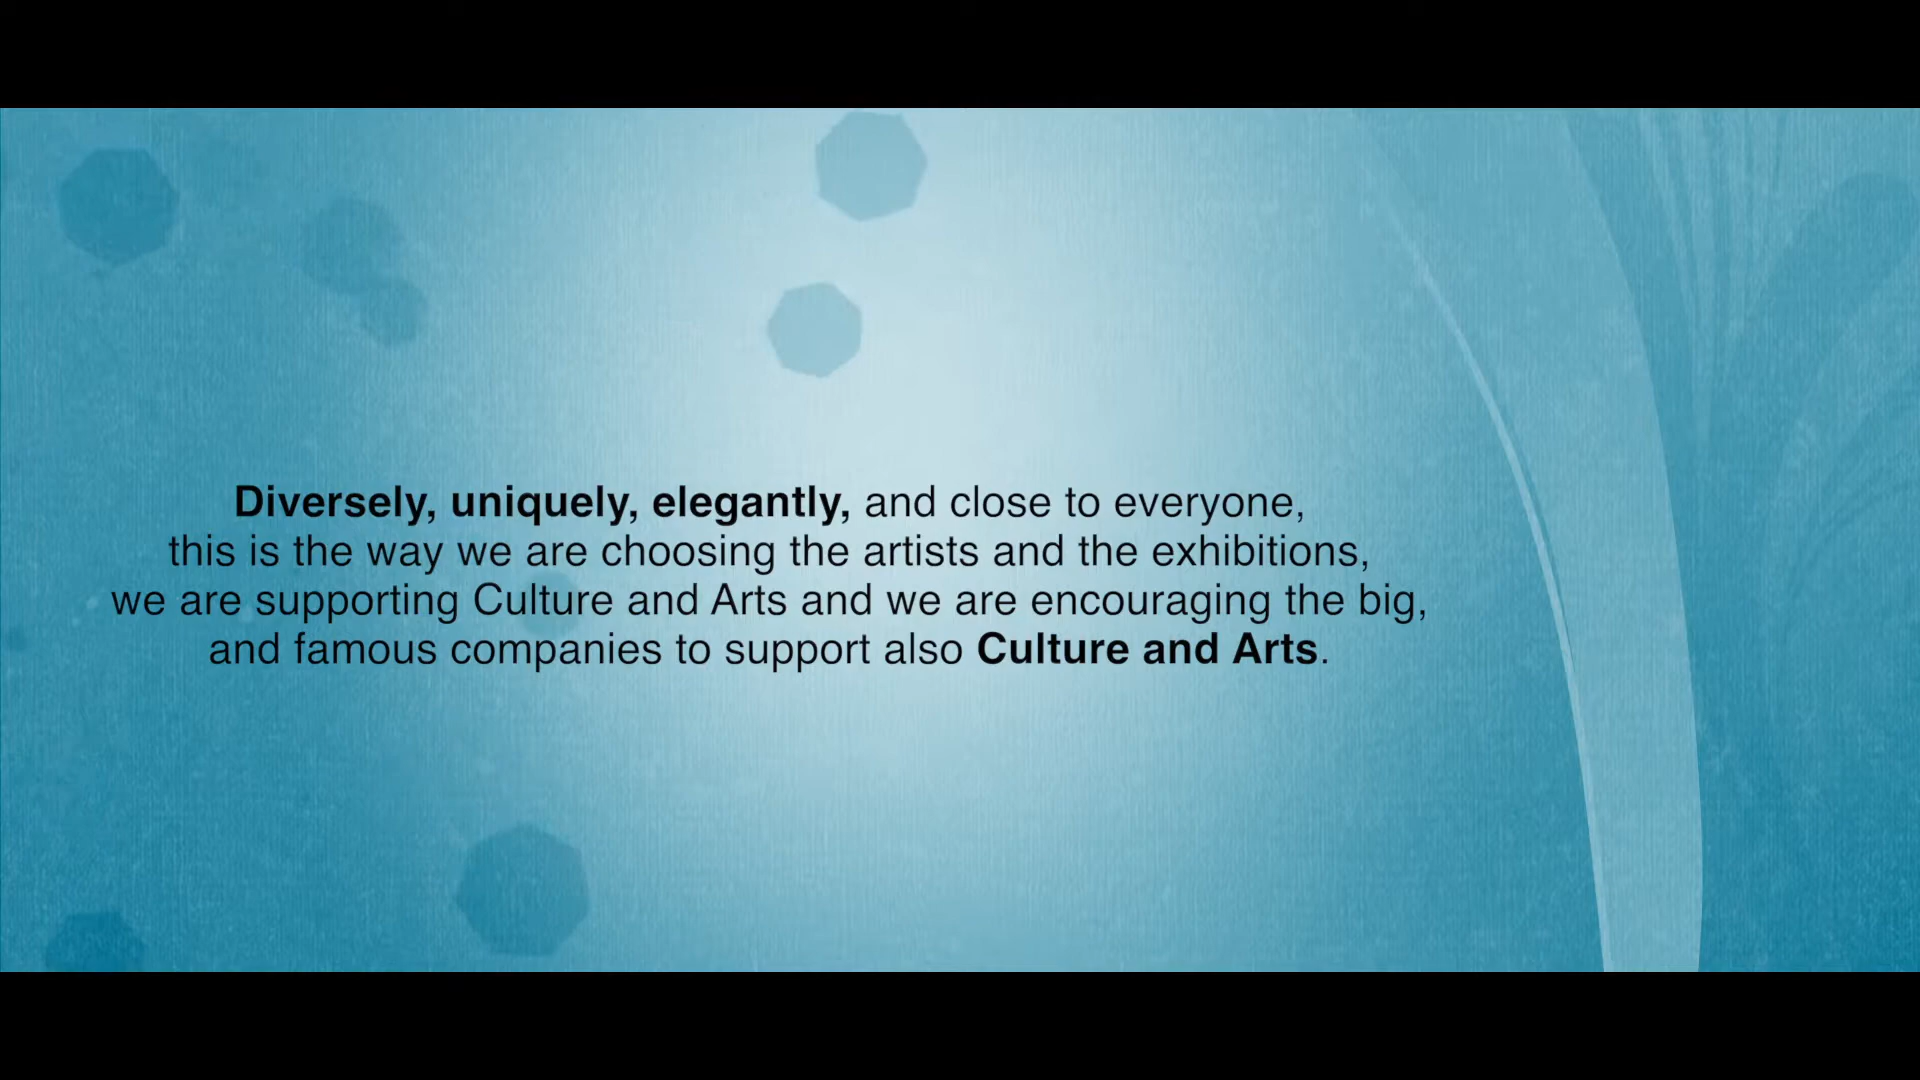 Diversely, uniquely, elegantly, and close to everyone,
this is the way we are choosing the artists and the exhibitions,
we are supporting Culture and Arts and we are encouraging the big,
and famous companies to support also Culture and Arts.